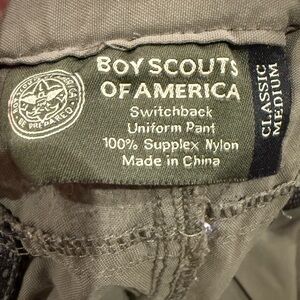 BOY SCOUTS
OF AMERICA
Switchback
Uniform Pant
100% Supplex Nylon
Made in China
CLASSIC
MEDIUM
BE PREPARED